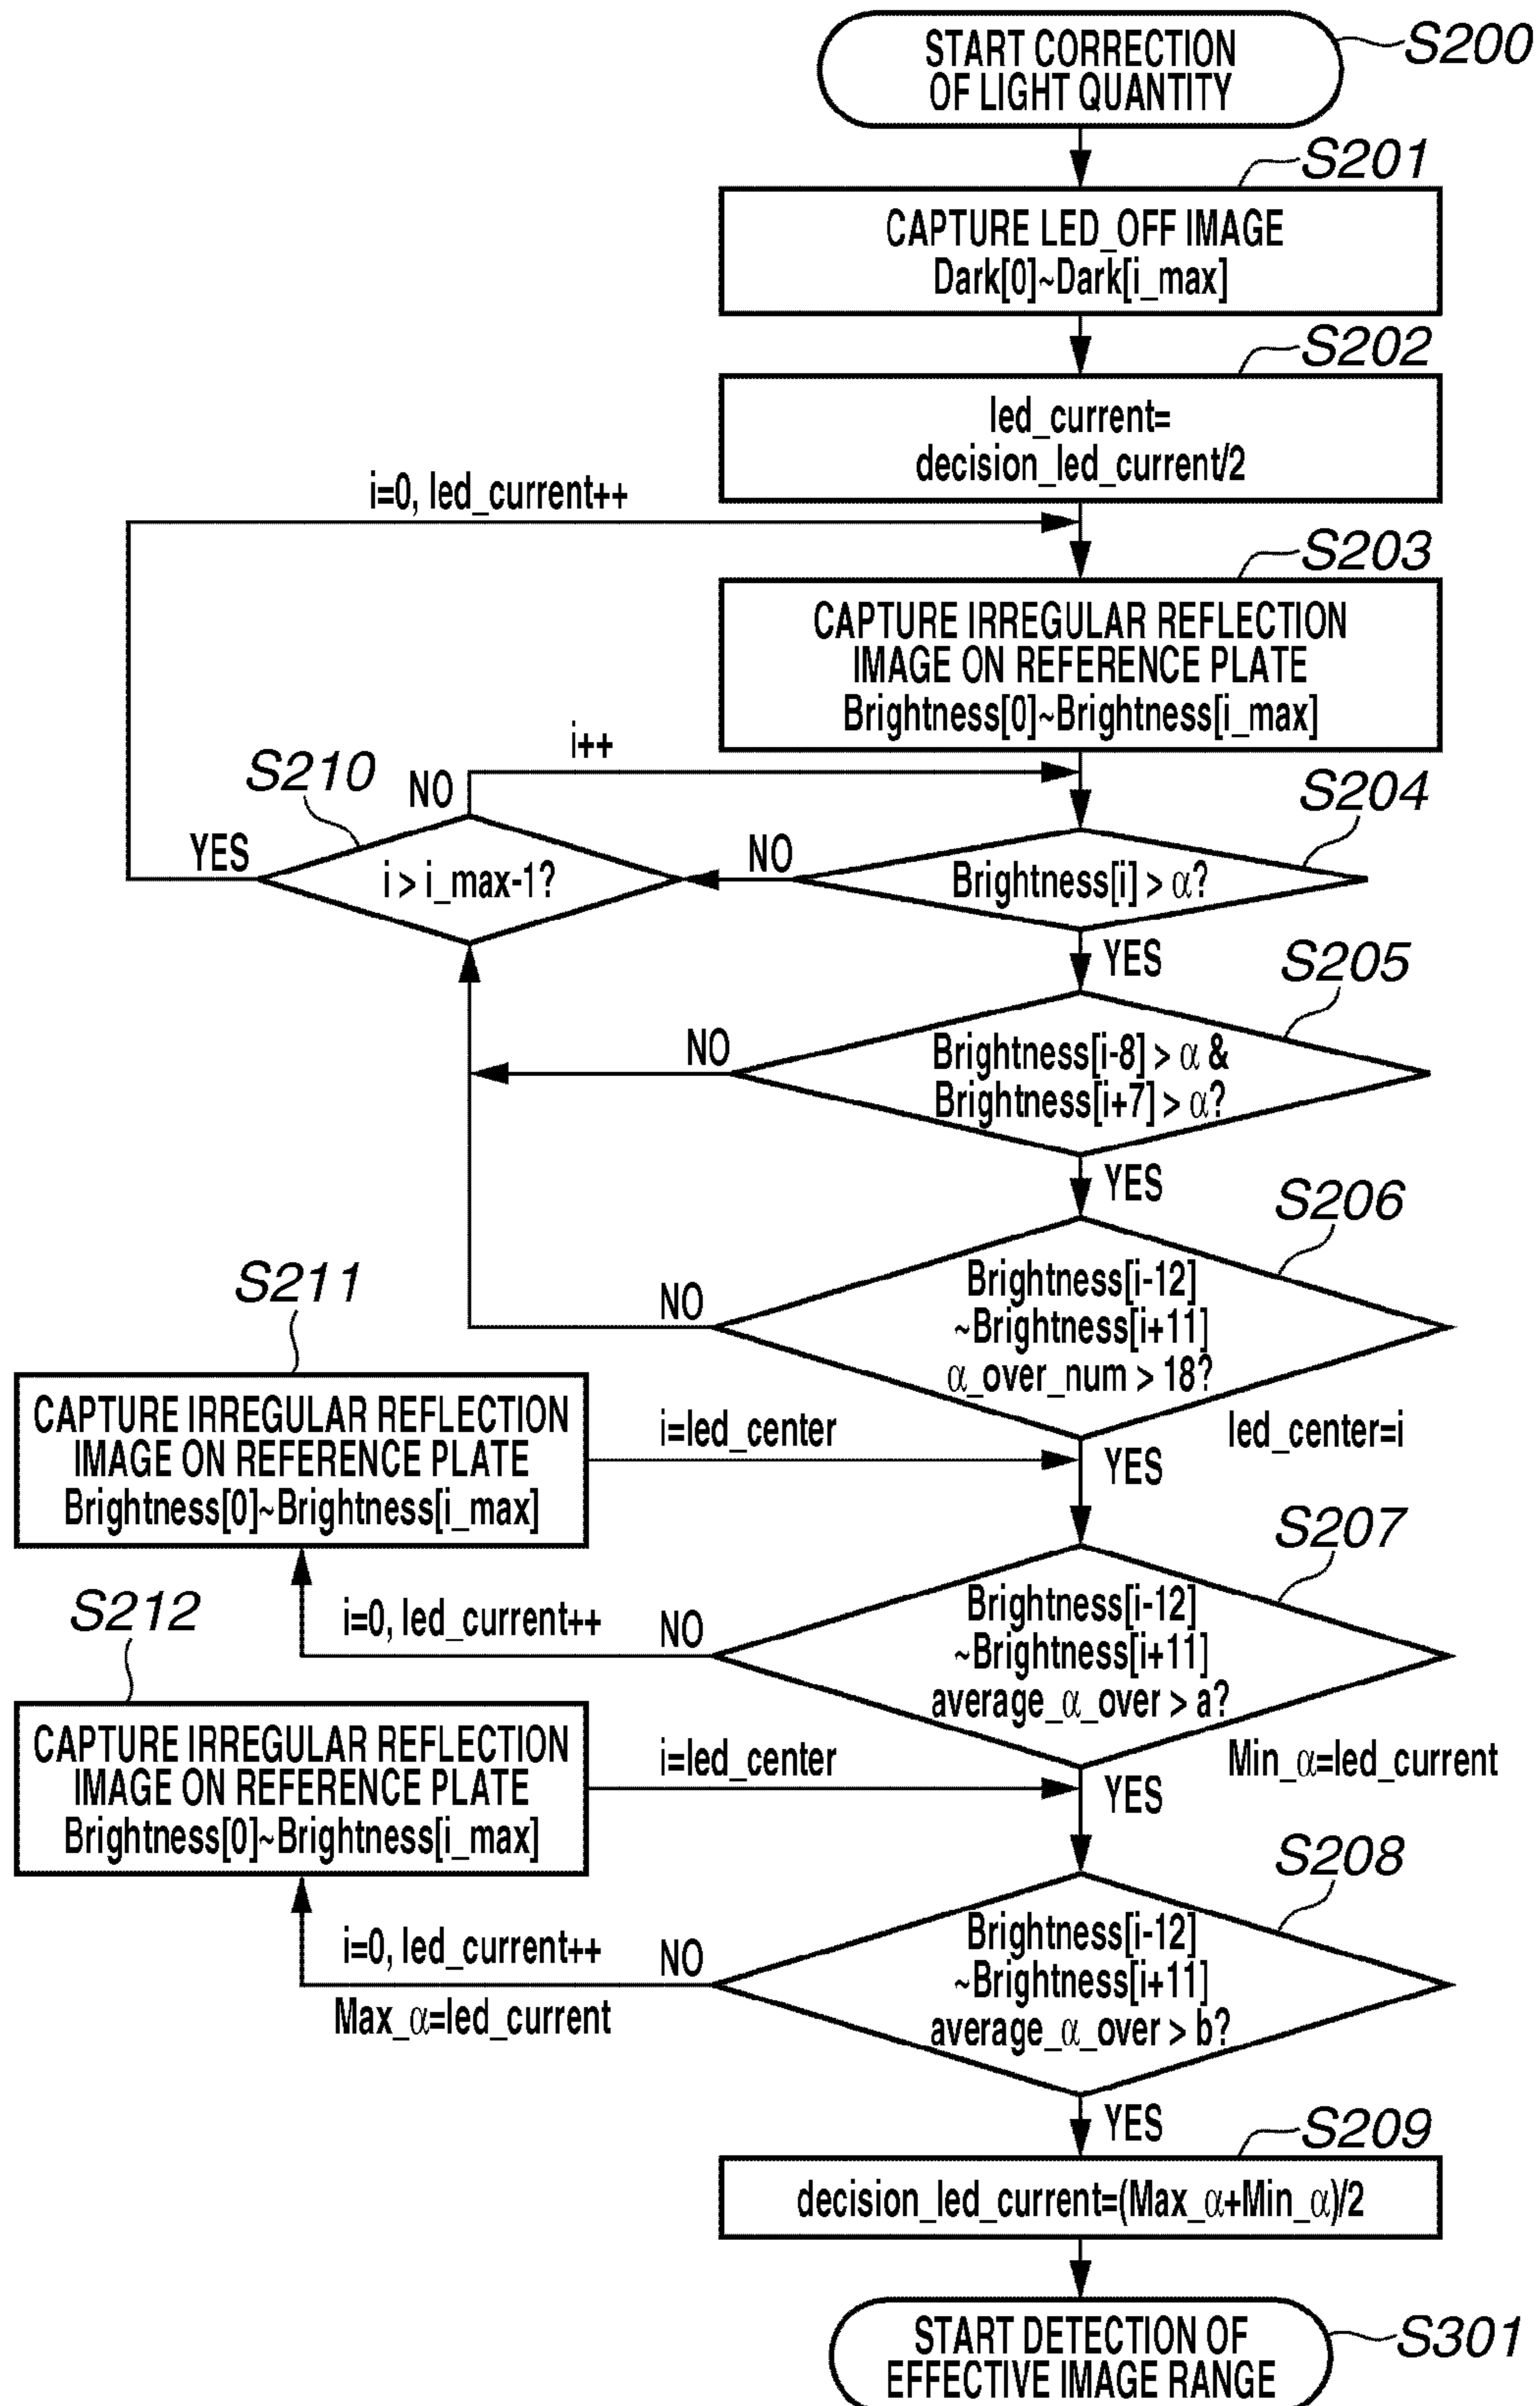 START CORRECTION
OF LIGHT QUANTITY
S200
S201
CAPTURE LED_OFF IMAGE
Dark[0]~Dark[i_max]
S202
led_current=
decision_led_current/2
i=0, led_current++
S203
CAPTURE IRREGULAR REFLECTION
IMAGE ON REFERENCE PLATE
Brightness[0]~Brightness[i_max]
i++
S210
NO
S204
YES
i > i_max-1?
NO
Brightness[i] > α?
YES
S205
NO
Brightness[i-8] > α &
Brightness[i+7] > α?
YES
S206
NO
Brightness[i-12]
~Brightness[i+11]
α_over_num > 18?
S211
CAPTURE IRREGULAR REFLECTION
IMAGE ON REFERENCE PLATE
Brightness[0]~Brightness[i_max]
i=led_center
YES
led_center=i
S207
i=0, led_current++
NO
Brightness[i-12]
~Brightness[i+11]
average_α_over > a?
S212
CAPTURE IRREGULAR REFLECTION
IMAGE ON REFERENCE PLATE
Brightness[0]~Brightness[i_max]
i=led_center
YES
Min_α=led_current
S208
i=0, led_current++
NO
Max_α=led_current
Brightness[i-12]
~Brightness[i+11]
average_α_over > b?
YES
S209
decision_led_current=(Max_α+Min_α)/2
START DETECTION OF
EFFECTIVE IMAGE RANGE
S301